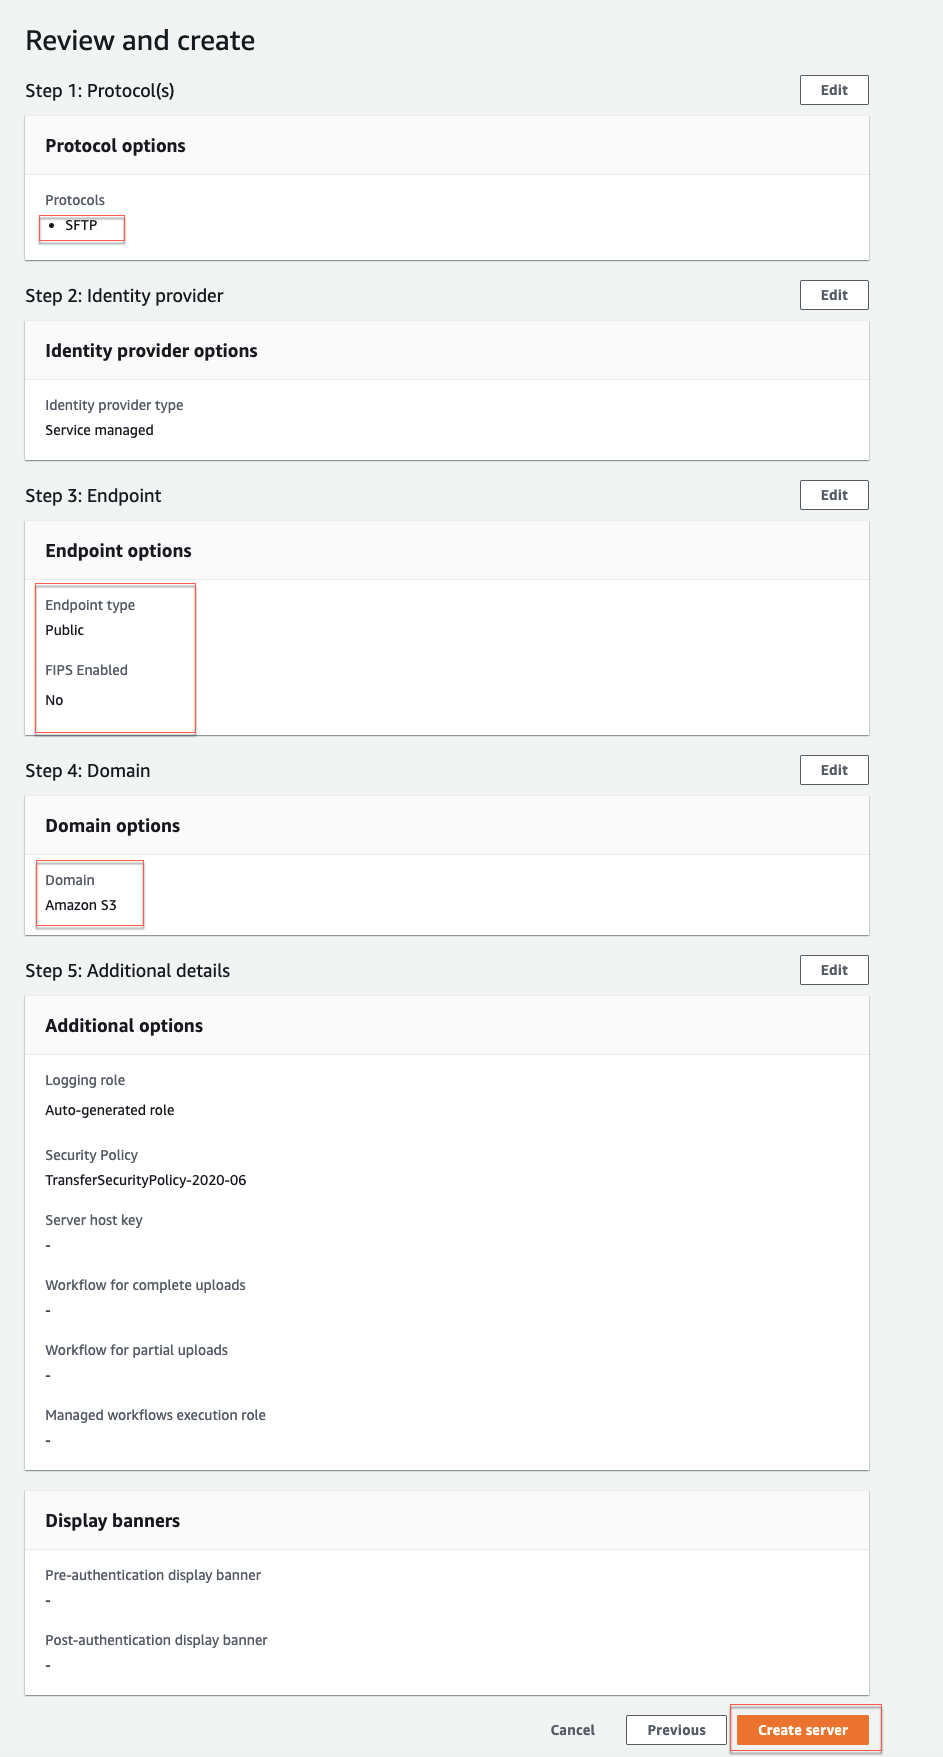 Review and create
Step 1: Protocol(s)
Edit
Protocol options
Protocols
• SFTP
Step 2: Identity provider
Edit
Identity provider options
Identity provider type
Service managed
Step 3: Endpoint
Edit
Endpoint options
Endpoint type
Public
FIPS Enabled
No
Step 4: Domain
Edit
Domain options
Domain
Amazon S3
Step 5: Additional details
Edit
Additional options
Logging role
Auto-generated role
Security Policy
TransferSecurityPolicy-2020-06
Server host key
-
Workflow for complete uploads
-
Workflow for partial uploads
-
Managed workflows execution role
-
Display banners
Pre-authentication display banner
-
Post-authentication display banner
-
Cancel
Previous
Create server